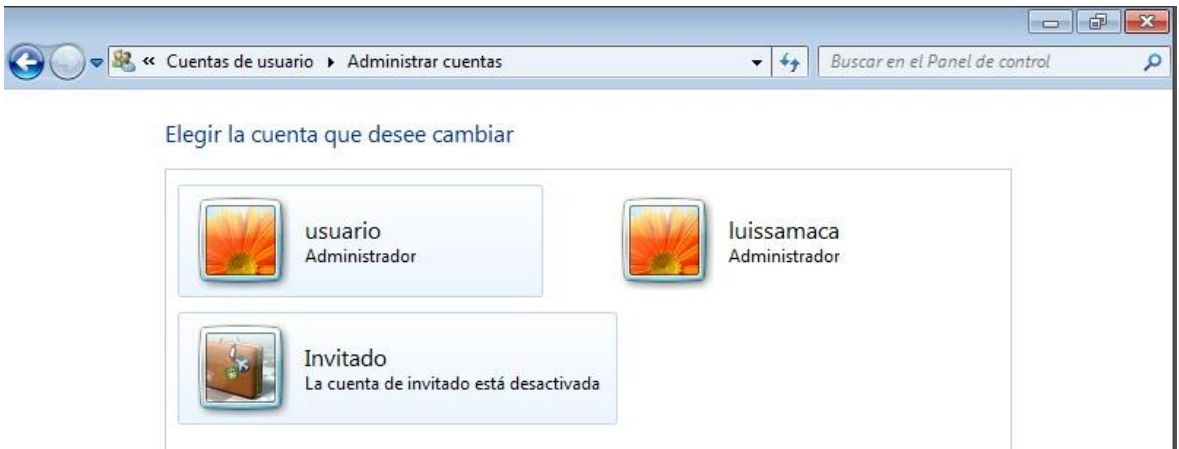 « Cuentas de usuario ▸ Administrar cuentas
Buscar en el Panel de control
Elegir la cuenta que desee cambiar
usuario
Administrador
luissamaca
Administrador
Invitado
La cuenta de invitado está desactivada